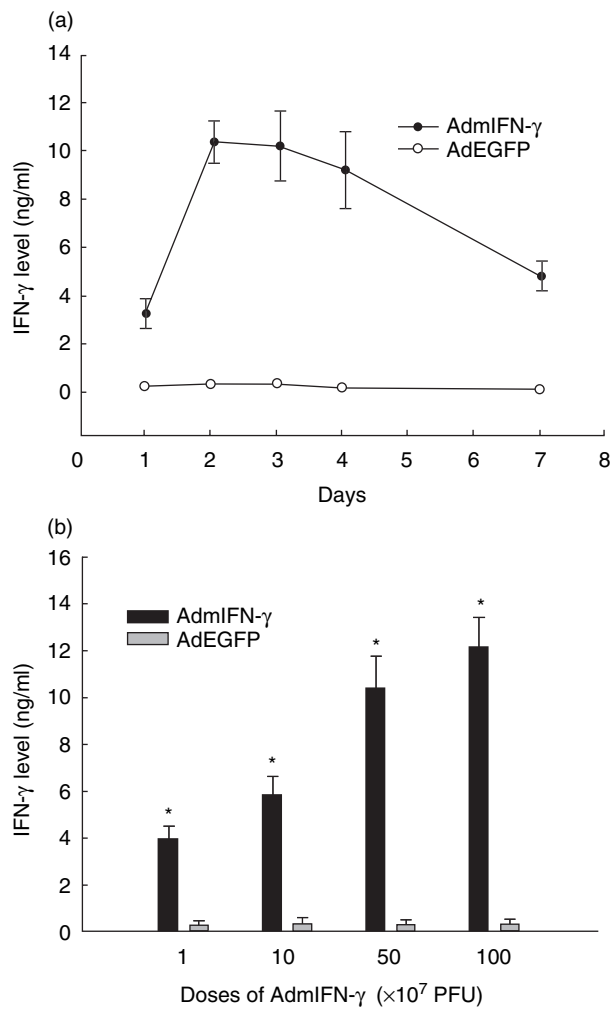 (a)
14
12
10
8
6
4
2
0
IFN-γ level (ng/ml)
AdmIFN-γ
AdEGFP
0 1 2 3 4 5 6 7 8
Days
(b)
16
14
12
10
8
6
4
2
0
IFN-γ level (ng/ml)
AdmIFN-γ
AdEGFP
* * * *
1 10 50 100
Doses of AdmIFN-γ (×10⁷ PFU)